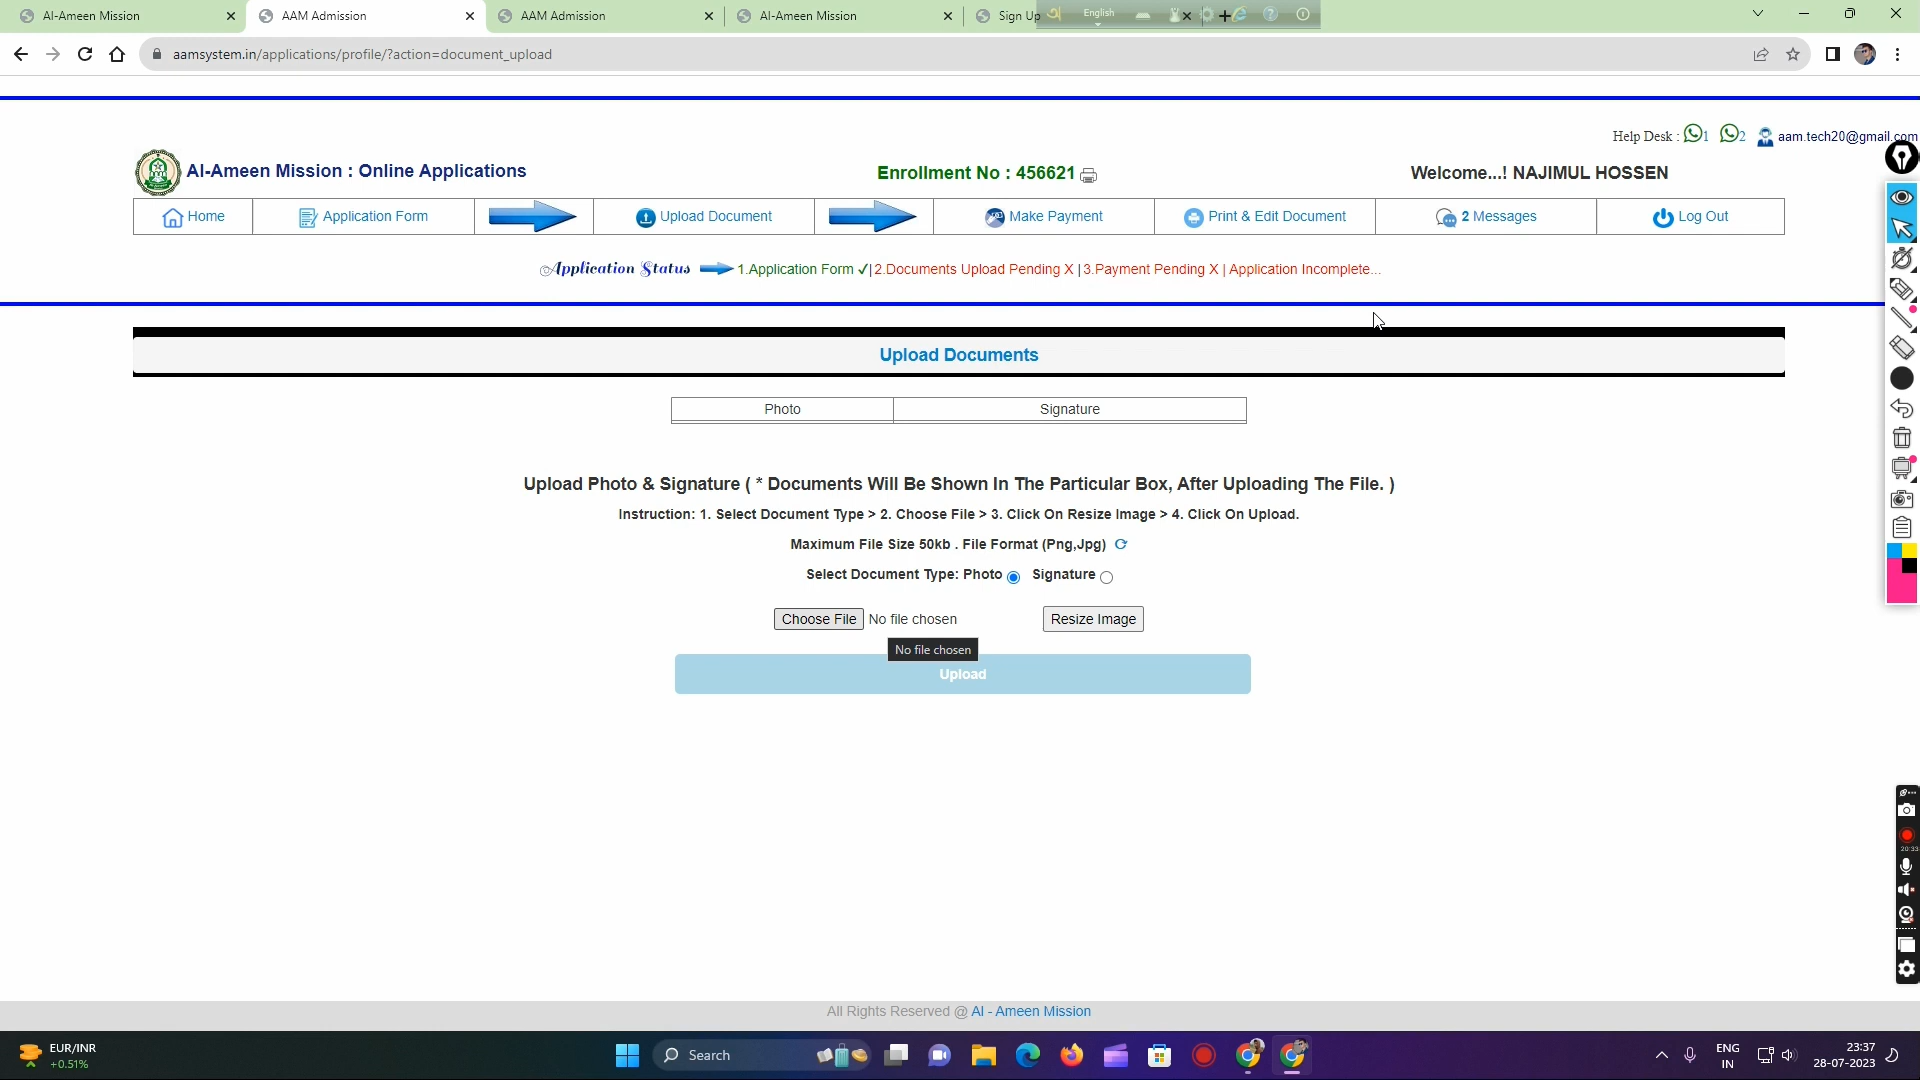 Al-Ameen Mission
AAM Admission
AAM Admission
Al-Ameen Mission
Sign Up
English
aamsystem.in/applications/profile/?action=document_upload
Help Desk : 1 2 aam.tech20@gmail.com
Al-Ameen Mission : Online Applications
Enrollment No : 456621
Welcome...! NAJIMUL HOSSEN
Home
Application Form
Upload Document
Make Payment
Print & Edit Document
2 Messages
Log Out
Application Status 1.Application Form ✓| 2.Documents Upload Pending X | 3.Payment Pending X | Application Incomplete...
Upload Documents
Photo Signature
Upload Photo & Signature ( * Documents Will Be Shown In The Particular Box, After Uploading The File. )
Instruction: 1. Select Document Type > 2. Choose File > 3. Click On Resize Image > 4. Click On Upload.
Maximum File Size 50kb . File Format (Png,Jpg)
Select Document Type: Photo Signature
Choose File No file chosen Resize Image
No file chosen
Upload
20:33
All Rights Reserved @ Al - Ameen Mission
EUR/INR
+0.51%
Search
ENG
IN
23:37
28-07-2023